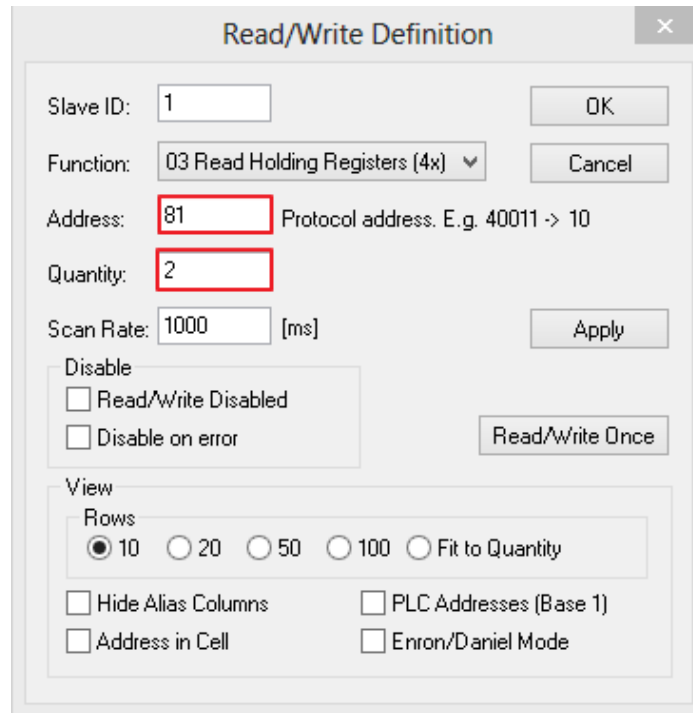 Read/Write Definition
Slave ID: 1 OK
Function: 03 Read Holding Registers (4x) Cancel
Address: 81 Protocol address. E.g. 40011 -> 10
Quantity: 2
Scan Rate: 1000 [ms] Apply
Disable
Read/Write Disabled
Disable on error Read/Write Once
View
Rows
10 20 50 100 Fit to Quantity
Hide Alias Columns PLC Addresses (Base 1)
Address in Cell Enron/Daniel Mode